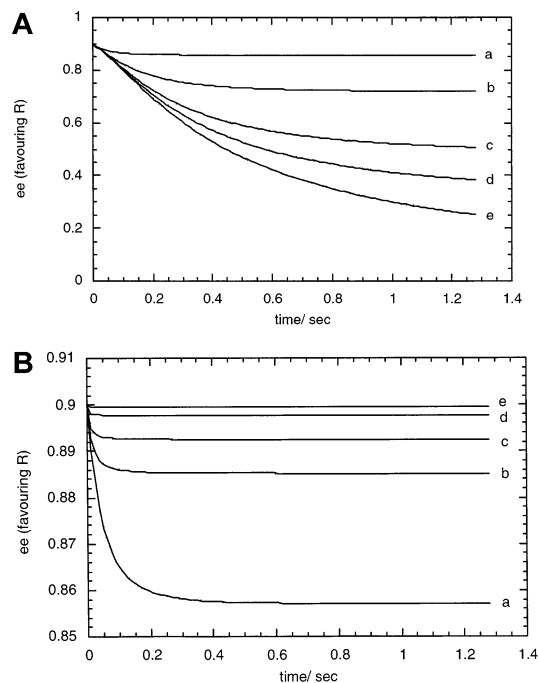 A
1
0.8
0.6
0.4
0.2
0
ee (favouring R)
a
b
c
d
e
0 0.2 0.4 0.6 0.8 1 1.2 1.4
time/ sec
B
0.91
0.9
0.89
0.88
0.87
0.86
0.85
ee (favouring R)
e
d
c
b
a
0 0.2 0.4 0.6 0.8 1 1.2 1.4
time/ sec